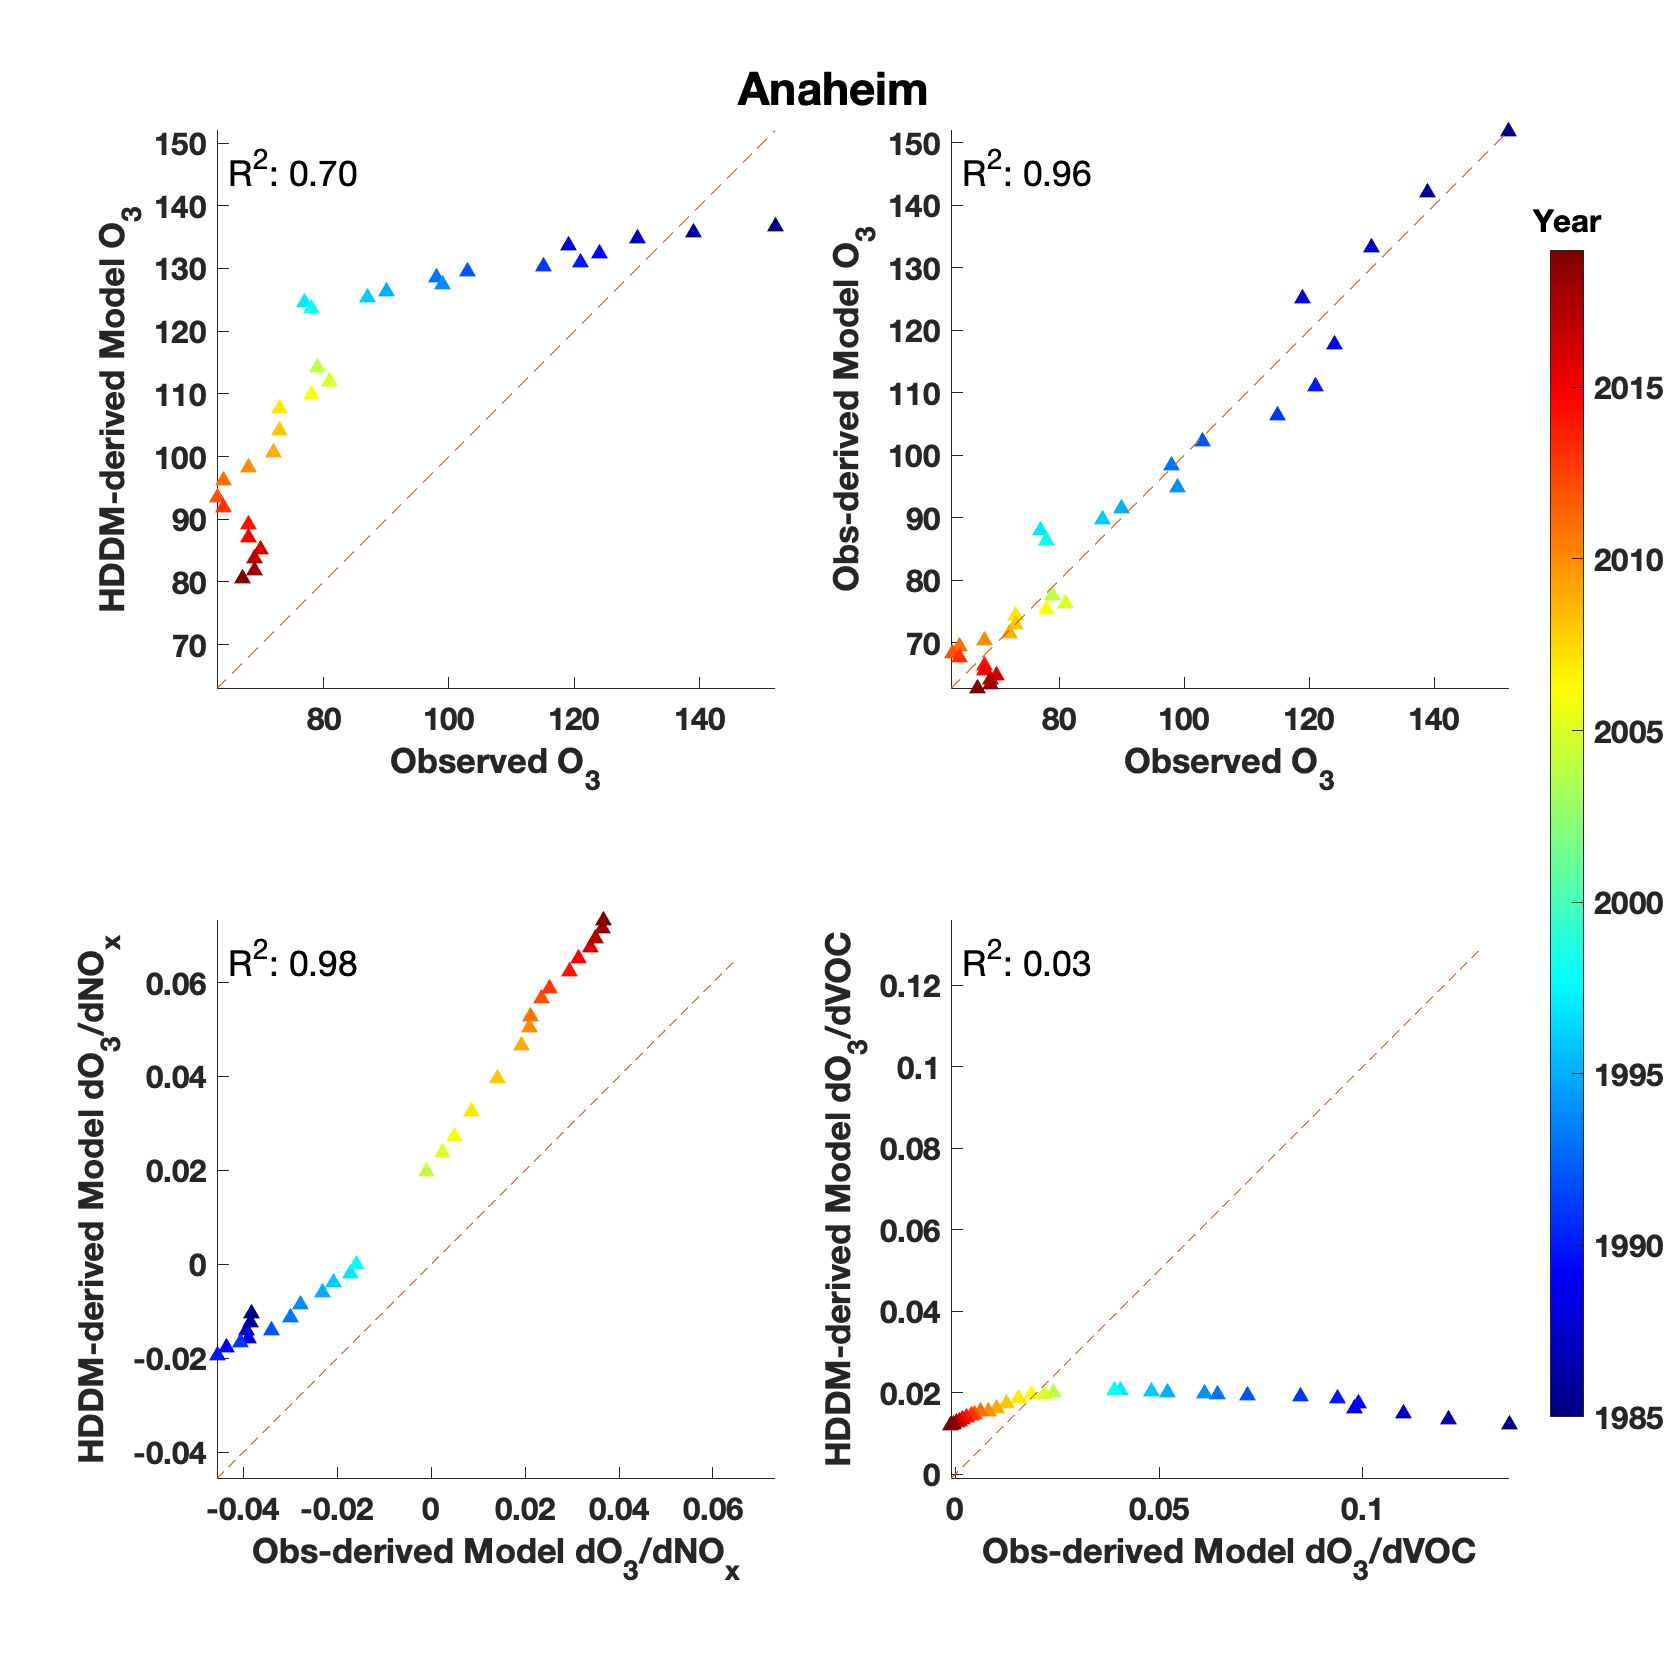 Anaheim
R²: 0.70
150
140
130
120
110
100
90
80
70
HDDM-derived Model O₃
80 100 120 140
Observed O₃
R²: 0.96
150
140
130
120
110
100
90
80
70
Obs-derived Model O₃
80 100 120 140
Observed O₃
Year
2015
2010
2005
2000
1995
1990
1985
R²: 0.98
0.06
0.04
0.02
0
-0.02
-0.04
HDDM-derived Model dO₃/dNOₓ
-0.04 -0.02 0 0.02 0.04 0.06
Obs-derived Model dO₃/dNOₓ
R²: 0.03
0.12
0.1
0.08
0.06
0.04
0.02
0
HDDM-derived Model dO₃/dVOC
0 0.05 0.1
Obs-derived Model dO₃/dVOC